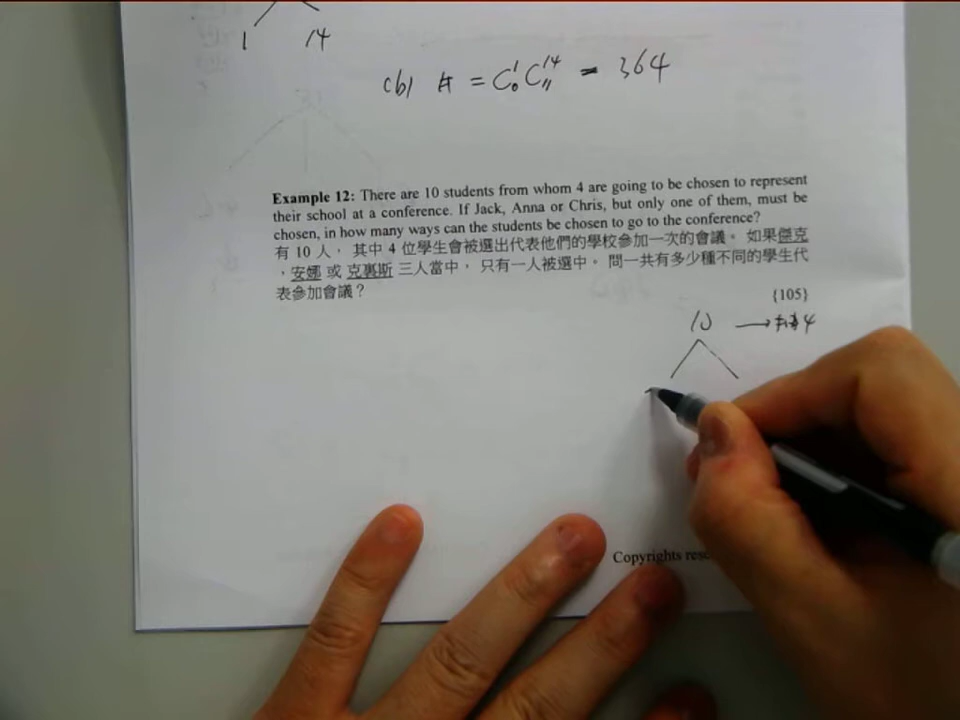 1 14
(b) # = C¹₀ C¹⁴₁₁ = 364
Example 12: There are 10 students from whom 4 are going to be chosen to represent
their school at a conference. If Jack, Anna or Chris, but only one of them, must be
chosen, in how many ways can the students be chosen to go to the conference?
有 10 人， 其中 4 位學生會被選出代表他們的學校參加一次的會議。 如果傑克
，安娜 或 克裏斯 三人當中， 只有一人被選中。 問一共有多少種不同的學生代
表參加會議？
{105}
10 → 4
Copyrights